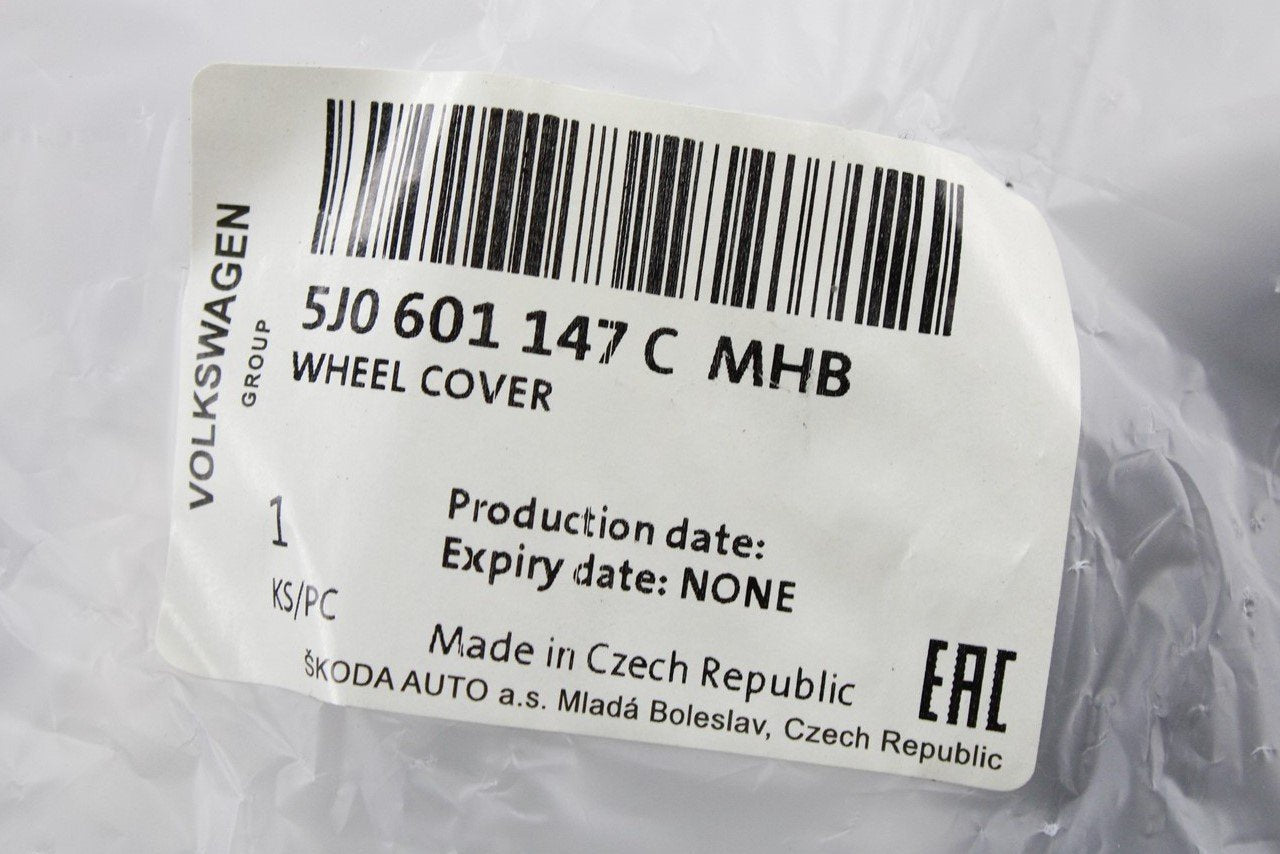 VOLKSWAGEN
GROUP
5J0 601 147 C MHB
WHEEL COVER
1
KS/PC
Production date:
Expiry date: NONE
Made in Czech Republic
EAC
ŠKODA AUTO a.s. Mladá Boleslav, Czech Republic